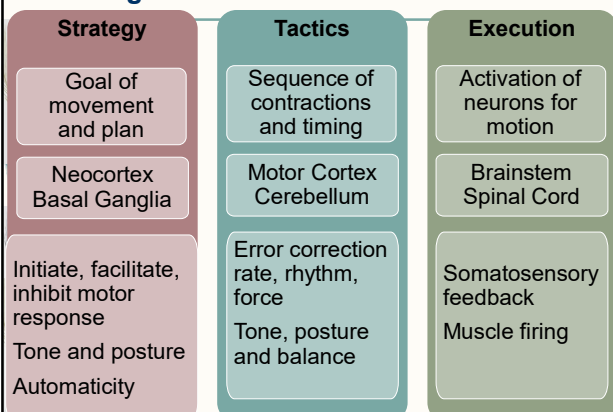 Strategy
Goal of
movement
and plan
Neocortex
Basal Ganglia
Initiate, facilitate,
inhibit motor
response
Tone and posture
Automaticity
Tactics
Sequence of
contractions
and timing
Motor Cortex
Cerebellum
Error correction
rate, rhythm,
force
Tone, posture
and balance
Execution
Activation of
neurons for
motion
Brainstem
Spinal Cord
Somatosensory
feedback
Muscle firing